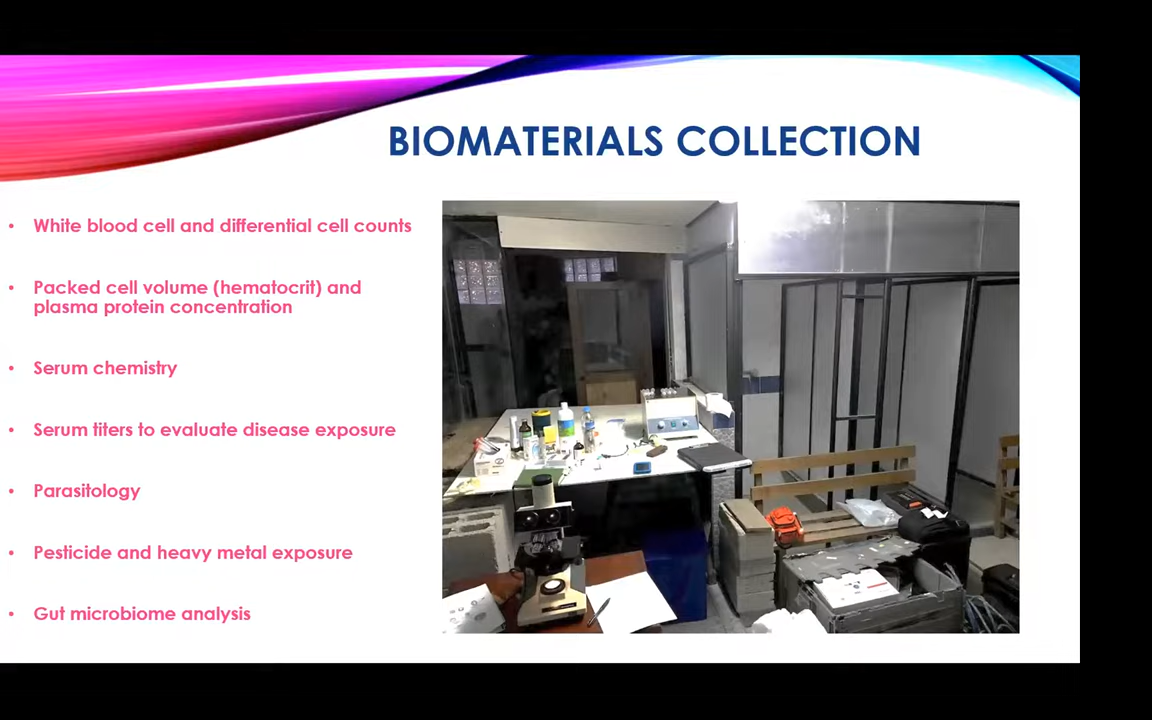 BIOMATERIALS COLLECTION
• White blood cell and differential cell counts
• Packed cell volume (hematocrit) and
plasma protein concentration
• Serum chemistry
• Serum titers to evaluate disease exposure
• Parasitology
• Pesticide and heavy metal exposure
• Gut microbiome analysis